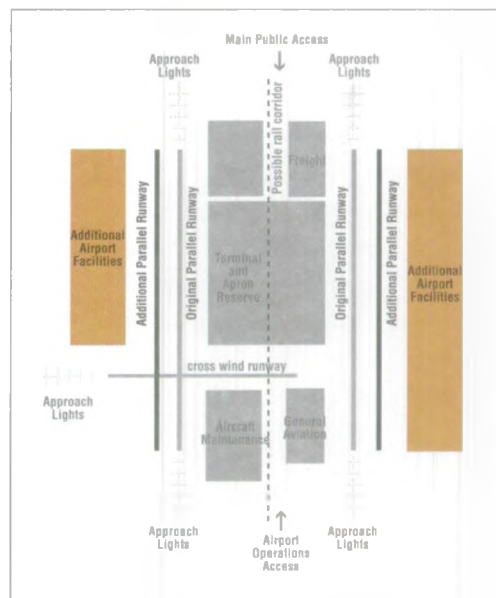 Main Public Access
Approach
Lights
Approach
Lights
Possible rail corridor
Freight
Additional
Airport
Facilities
Additional Parallel Runway
Original Parallel Runway
Terminal
and
Apron
Reserve
Original Parallel Runway
Additional Parallel Runway
Additional
Airport
Facilities
cross wind runway
Approach
Lights
Aircraft
Maintenance
General
Aviation
Approach
Lights
Airport
Operations
Access
Approach
Lights